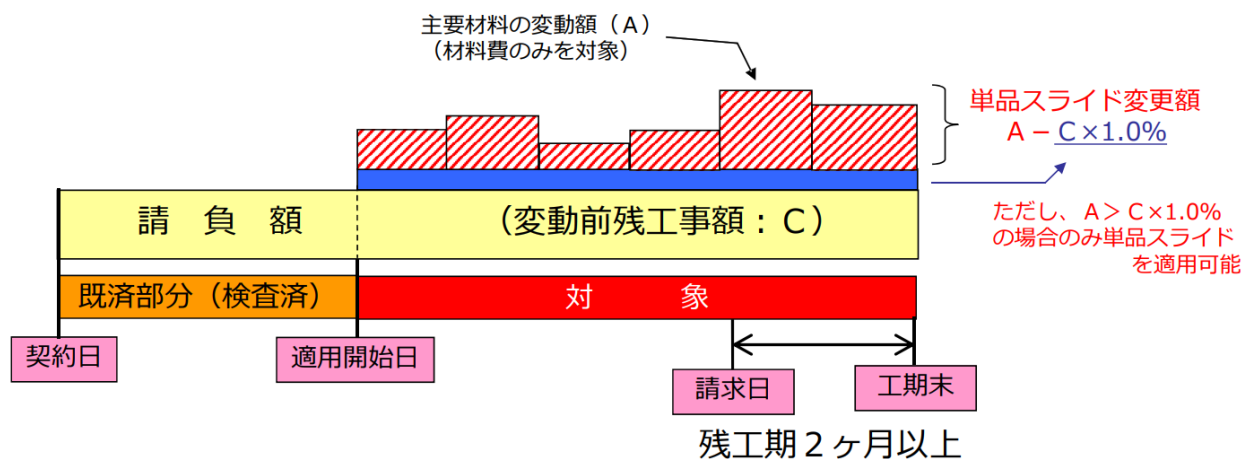 主要材料の変動額（Ａ）
（材料費のみを対象）
単品スライド変更額
Ａ－Ｃ×1.0%
ただし、Ａ＞Ｃ×1.0%
の場合のみ単品スライド
を適用可能
請　負　額
（変動前残工事額：Ｃ）
既済部分（検査済）
対　　　象
契約日
適用開始日
請求日
工期末
残工期２ヶ月以上